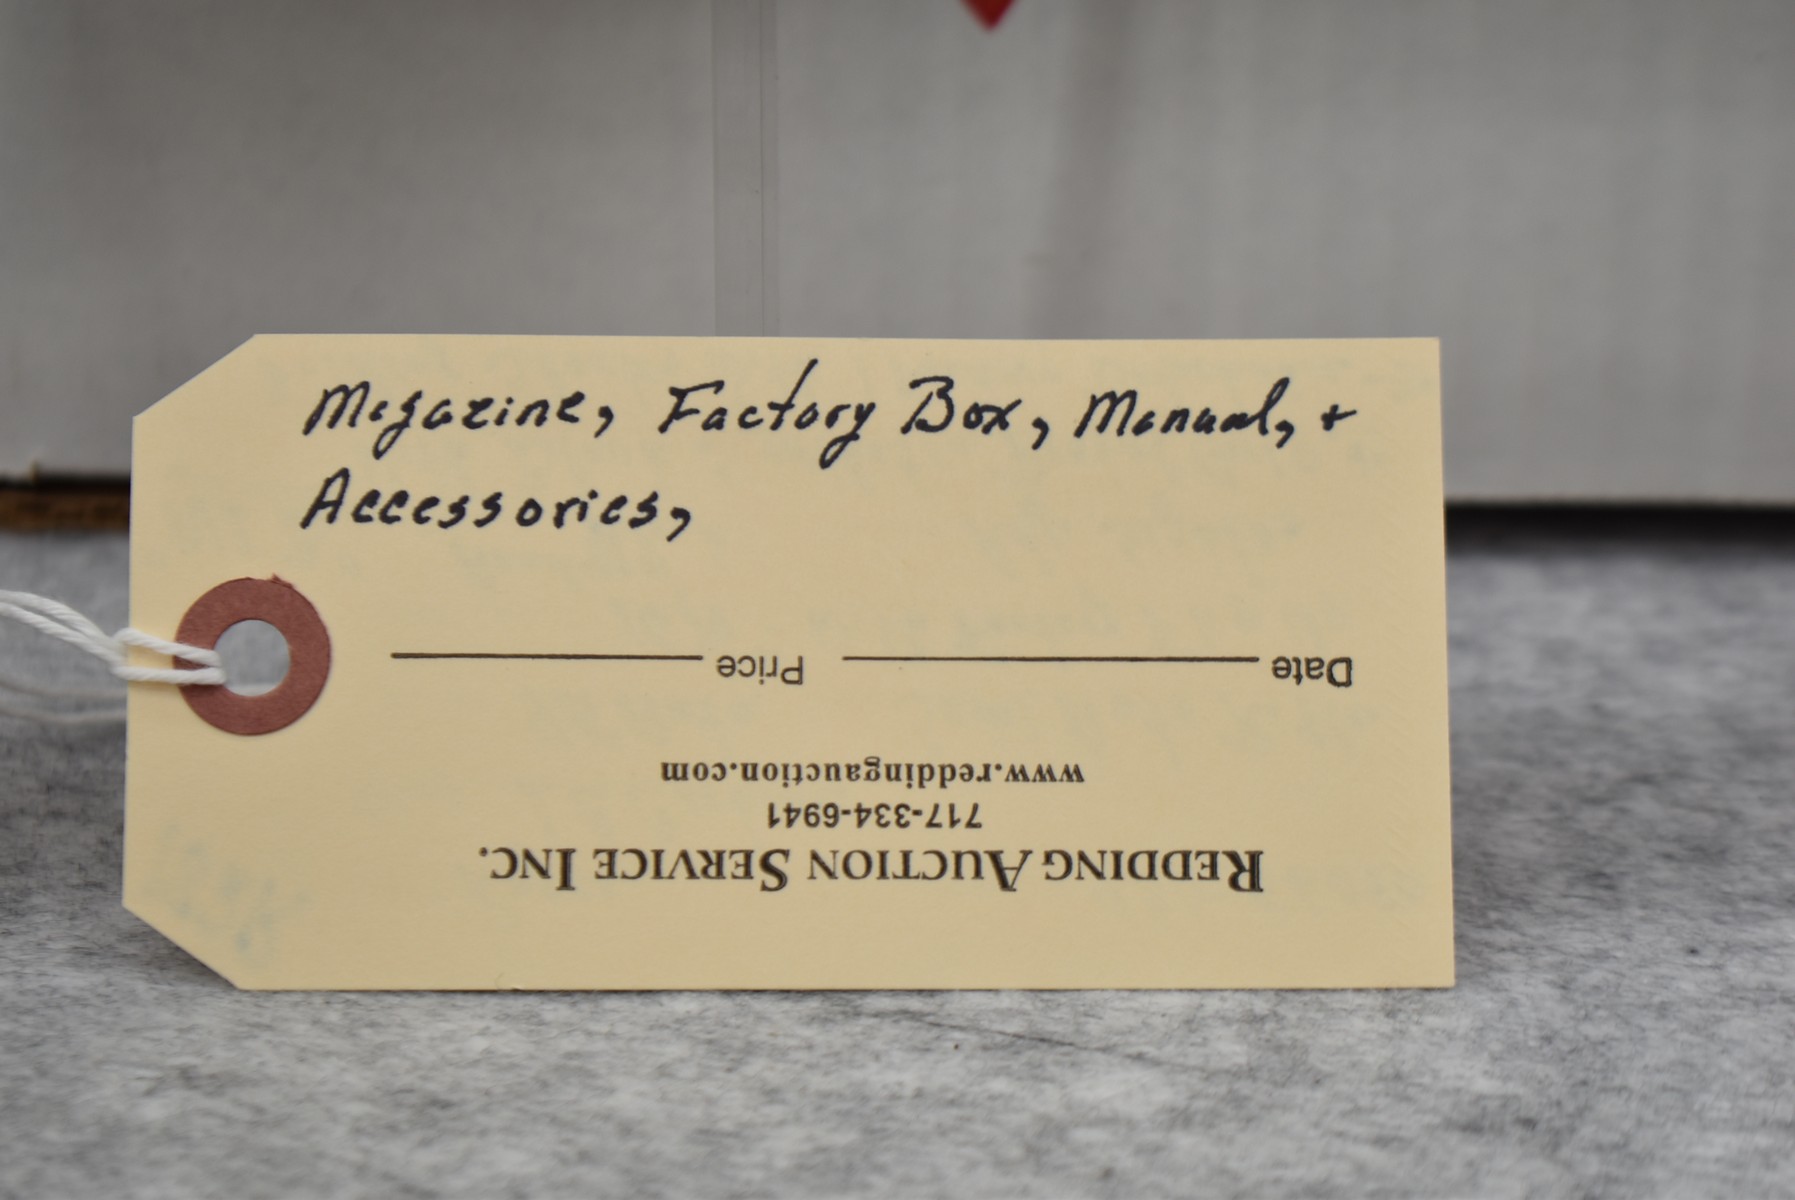 Magazine, Factory Box, Manual, +
Accessories,
REDDING AUCTION SERVICE INC.
717-334-6941
www.reddingauction.com
Date Price